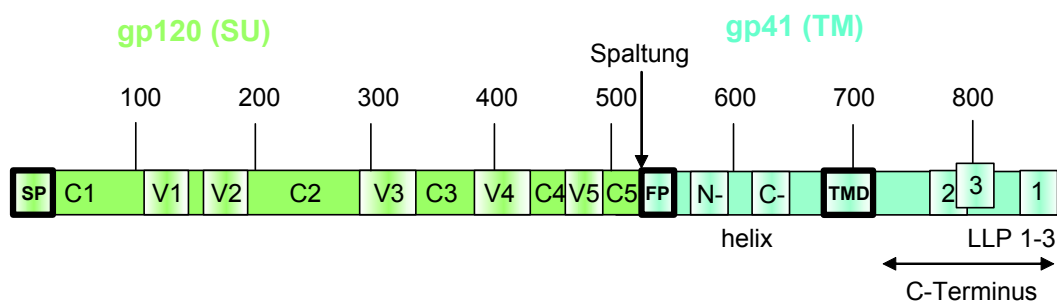 gp120 (SU) gp41 (TM)
Spaltung
100 200 300 400 500 600 700 800
SP C1 V1 V2 C2 V3 C3 V4 C4 V5 C5 FP N- C- TMD 2 3 1
helix LLP 1-3
C-Terminus